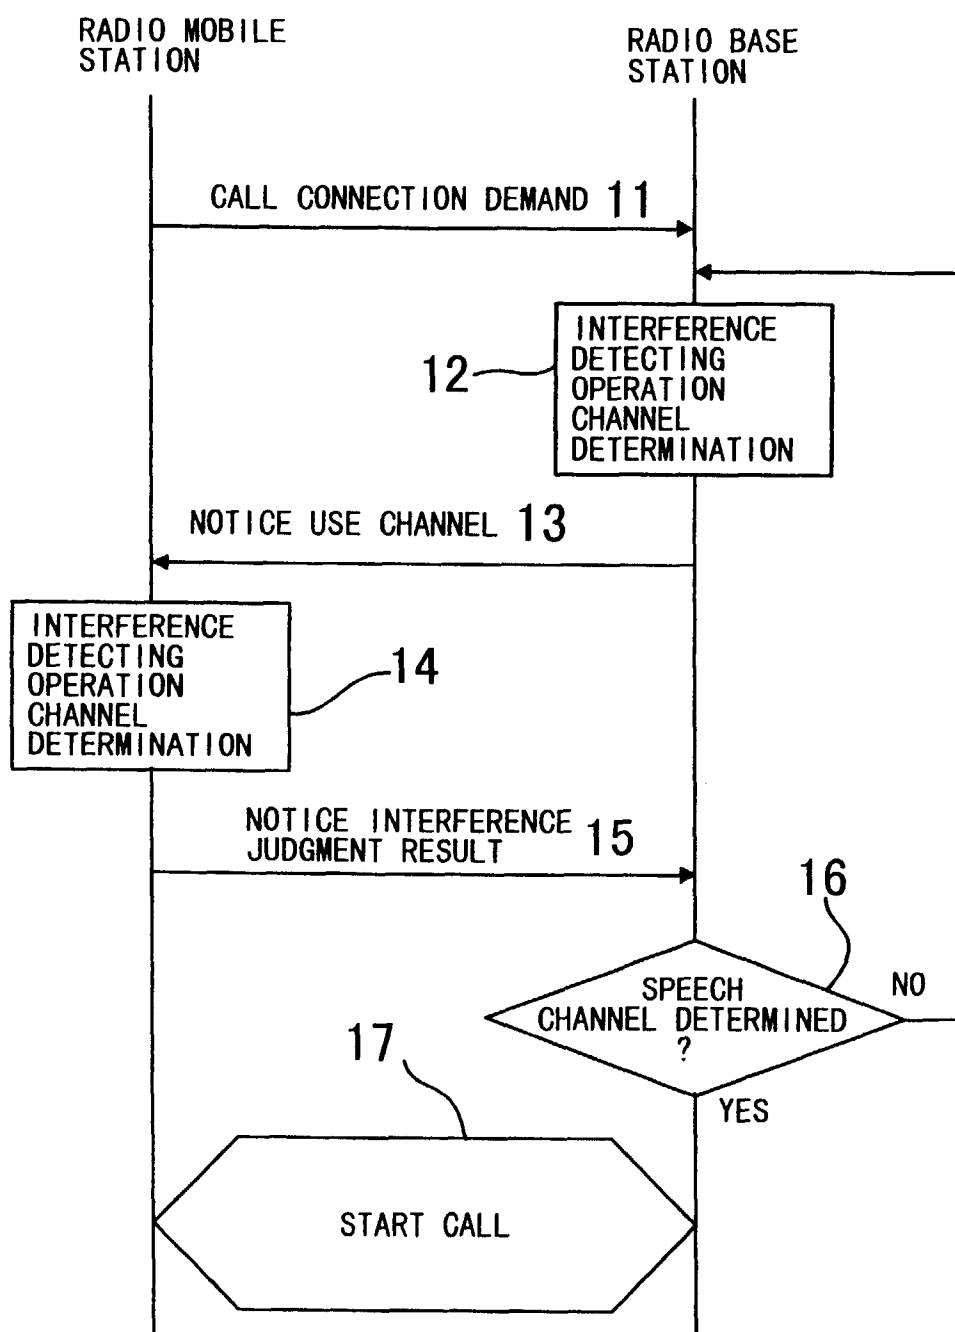 RADIO MOBILE
STATION
RADIO BASE
STATION
CALL CONNECTION DEMAND 11
INTERFERENCE
DETECTING
OPERATION
CHANNEL
DETERMINATION
12
NOTICE USE CHANNEL 13
INTERFERENCE
DETECTING
OPERATION
CHANNEL
DETERMINATION
14
NOTICE INTERFERENCE
JUDGMENT RESULT 15
16
SPEECH
CHANNEL DETERMINED
?
NO
YES
17
START CALL